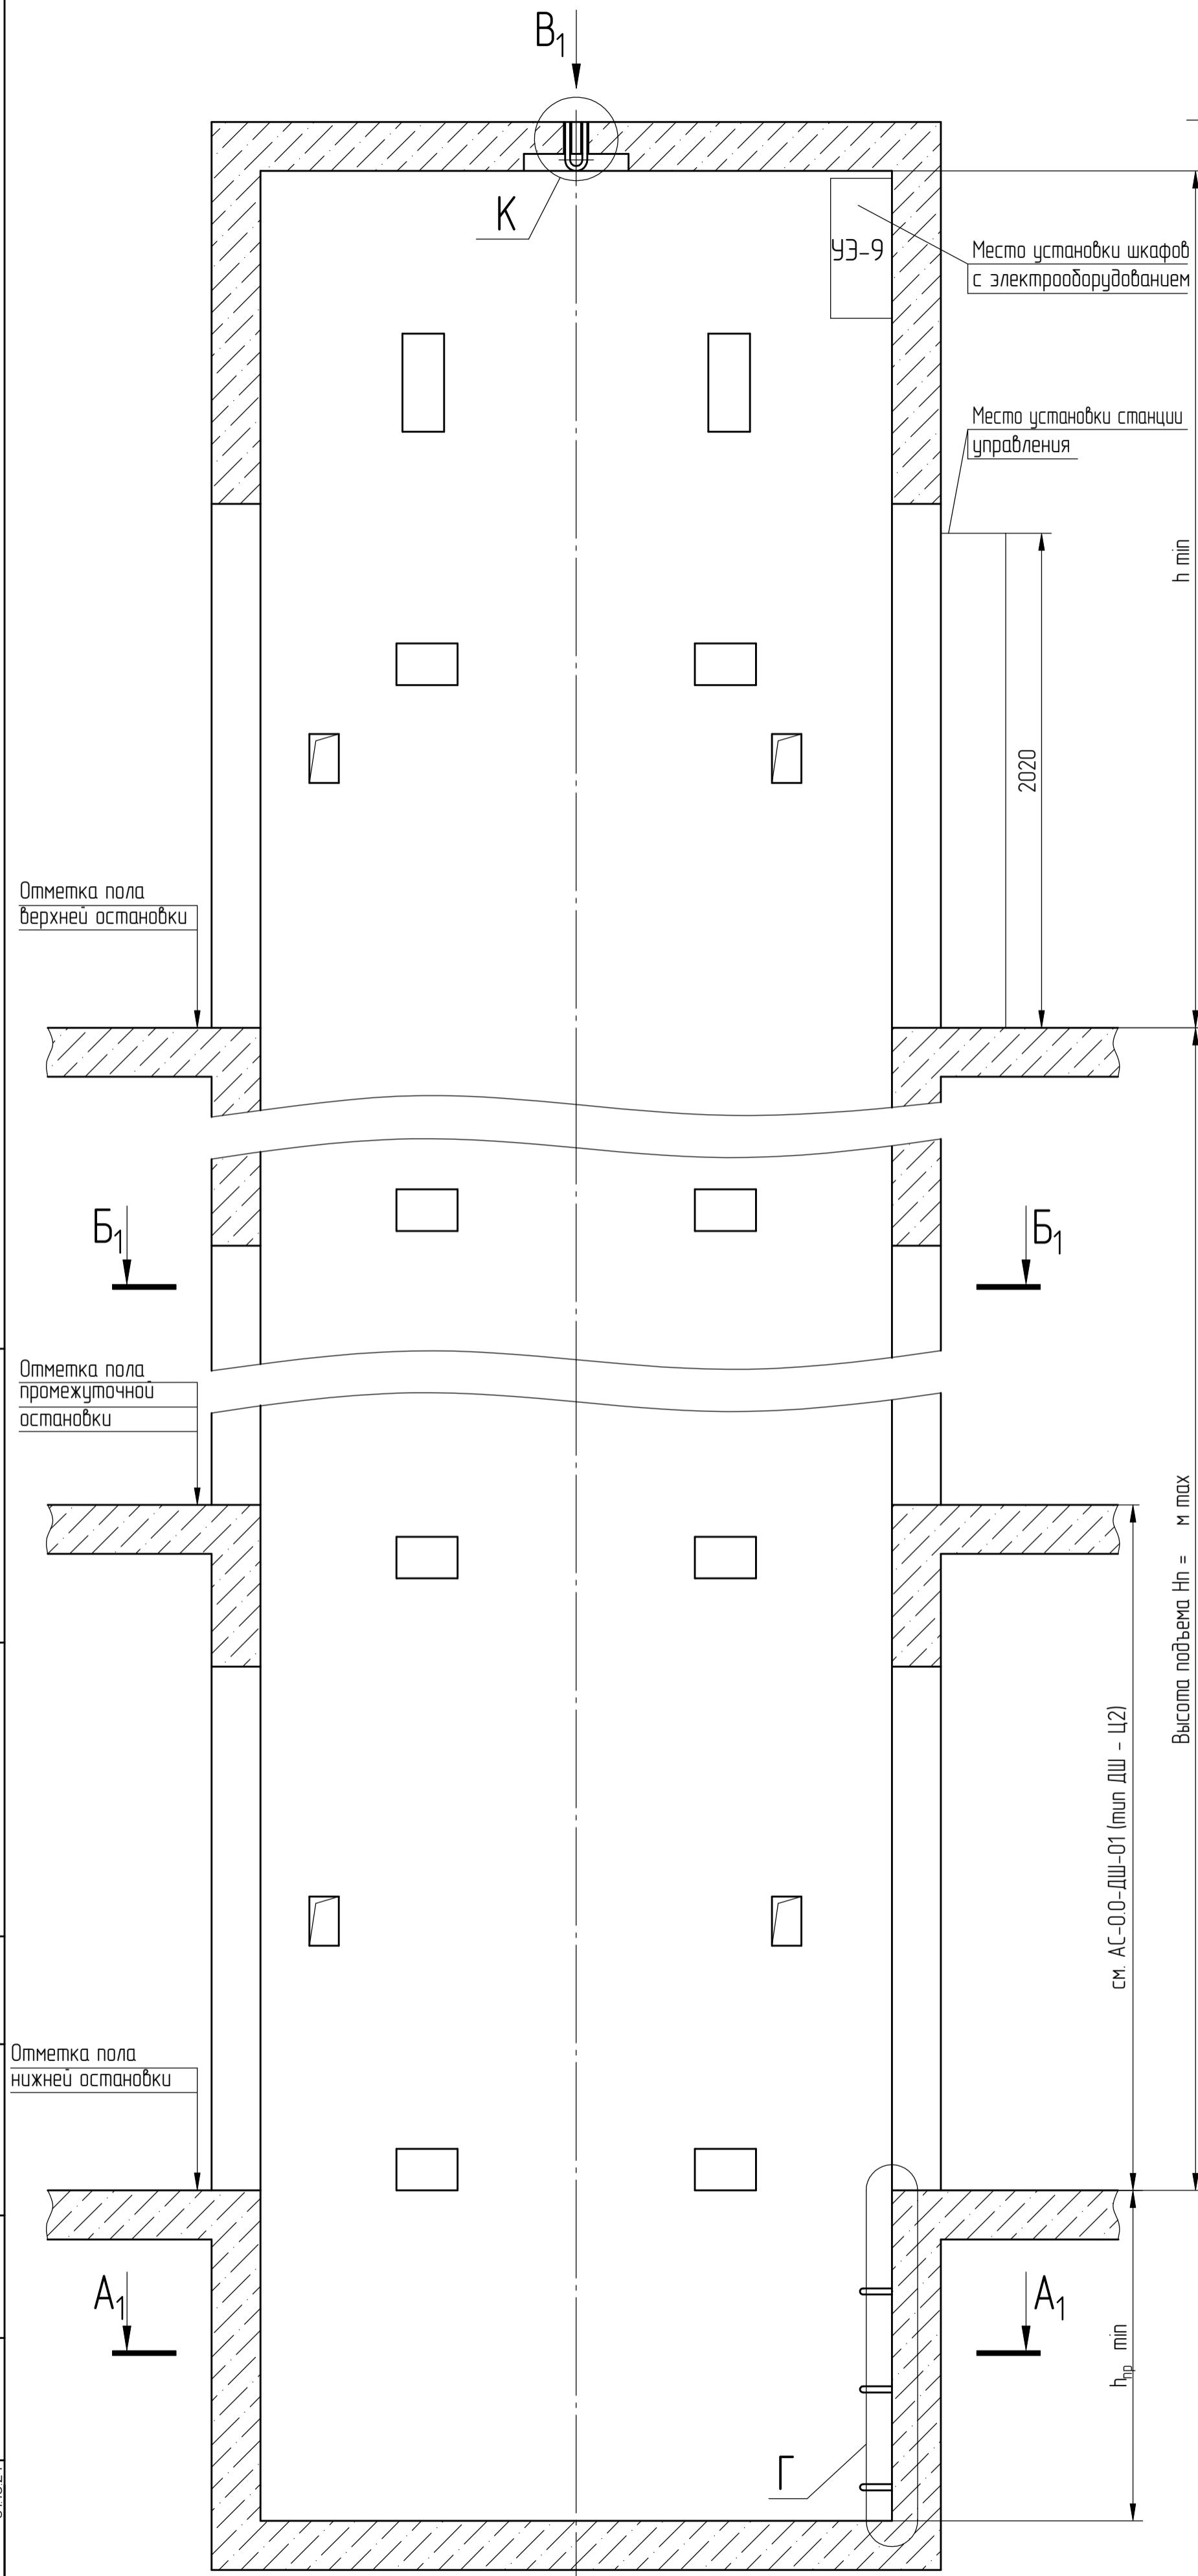 В1
К
УЭ-9
Место установки шкафов
с электрооборудованием
Место установки станции
управления
h min
2020
Отметка пола
верхней остановки
Б1
Б1
Отметка пола
промежуточной
остановки
Высота подъема Нп = м max
см. АС-0.0-ДШ-01 (тип ДШ - Ц2)
Отметка пола
нижней остановки
А1
А1
hпр min
Г